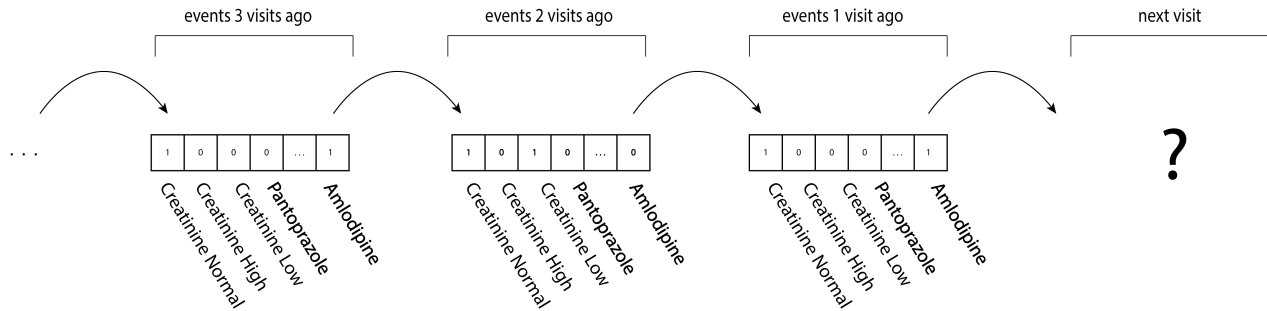 events 3 visits ago
events 2 visits ago
events 1 visit ago
next visit
. . .
1 0 0 0 ... 1
1 0 1 0 ... 0
1 0 0 0 ... 1
?
Creatinine Normal
Creatinine High
Creatinine Low
Pantoprazole
Amlodipine
Creatinine Normal
Creatinine High
Creatinine Low
Pantoprazole
Amlodipine
Creatinine Normal
Creatinine High
Creatinine Low
Pantoprazole
Amlodipine